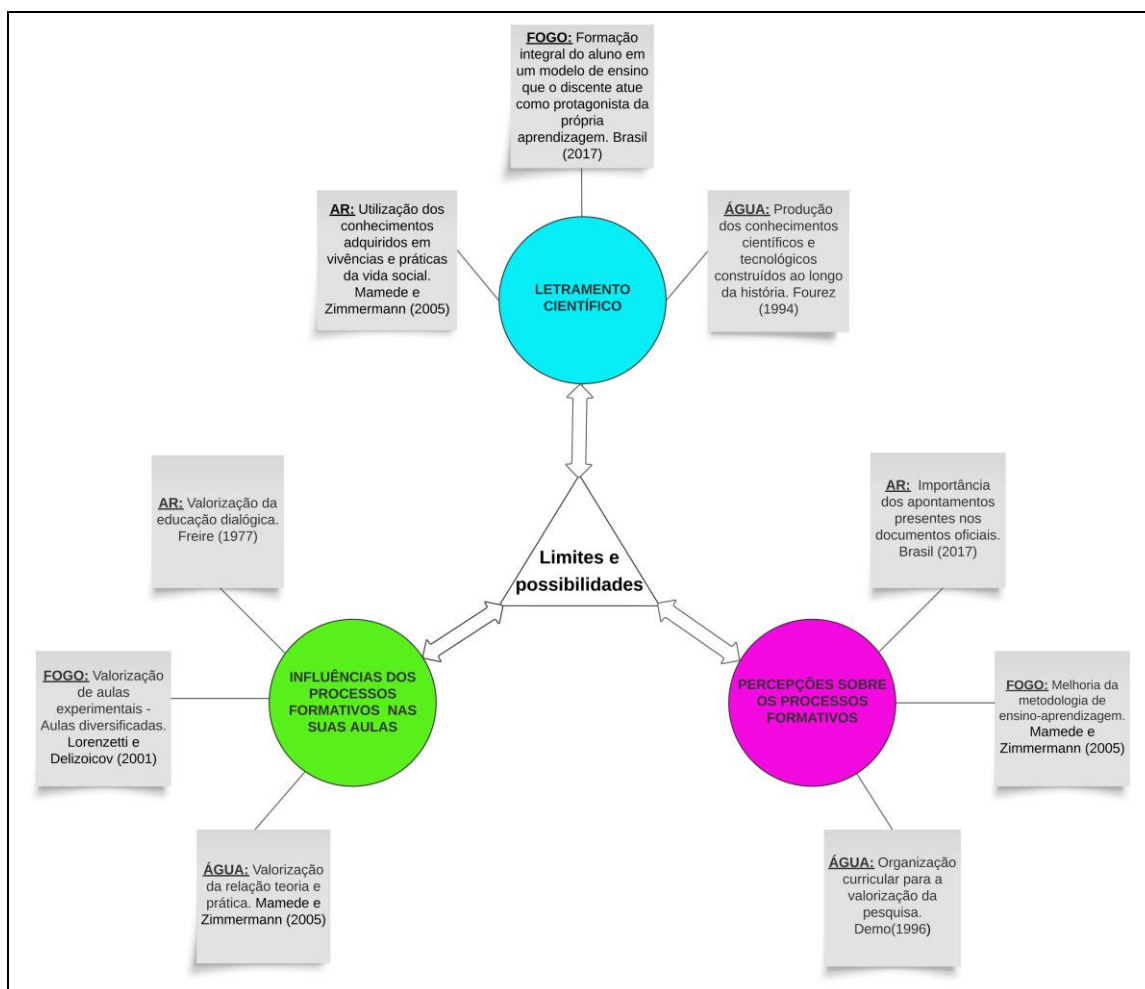 FOGO: Formação
integral do aluno em
um modelo de ensino
que o discente atue
como protagonista da
própria
aprendizagem. Brasil
(2017)
AR: Utilização dos
conhecimentos
adquiridos em
vivências e práticas
da vida social.
Mamede e
Zimmermann (2005)
ÁGUA: Produção
dos conhecimentos
científicos e
tecnológicos
construídos ao longo
da história. Fourez
(1994)
LETRAMENTO
CIENTÍFICO
AR: Valorização da
educação dialógica.
Freire (1977)
AR: Importância
dos apontamentos
presentes nos
documentos oficiais.
Brasil (2017)
Limites e
possibilidades
FOGO: Valorização
de aulas
experimentais -
Aulas diversificadas.
Lorenzetti e
Delizoicov (2001)
INFLUÊNCIAS DOS
PROCESSOS
FORMATIVOS NAS
SUAS AULAS
PERCEPÇÕES SOBRE
OS PROCESSOS
FORMATIVOS
FOGO: Melhoria da
metodologia de
ensino-aprendizagem.
Mamede e
Zimmermann (2005)
ÁGUA: Valorização
da relação teoria e
prática. Mamede e
Zimmermann (2005)
ÁGUA: Organização
curricular para a
valorização da
pesquisa.
Demo(1996)